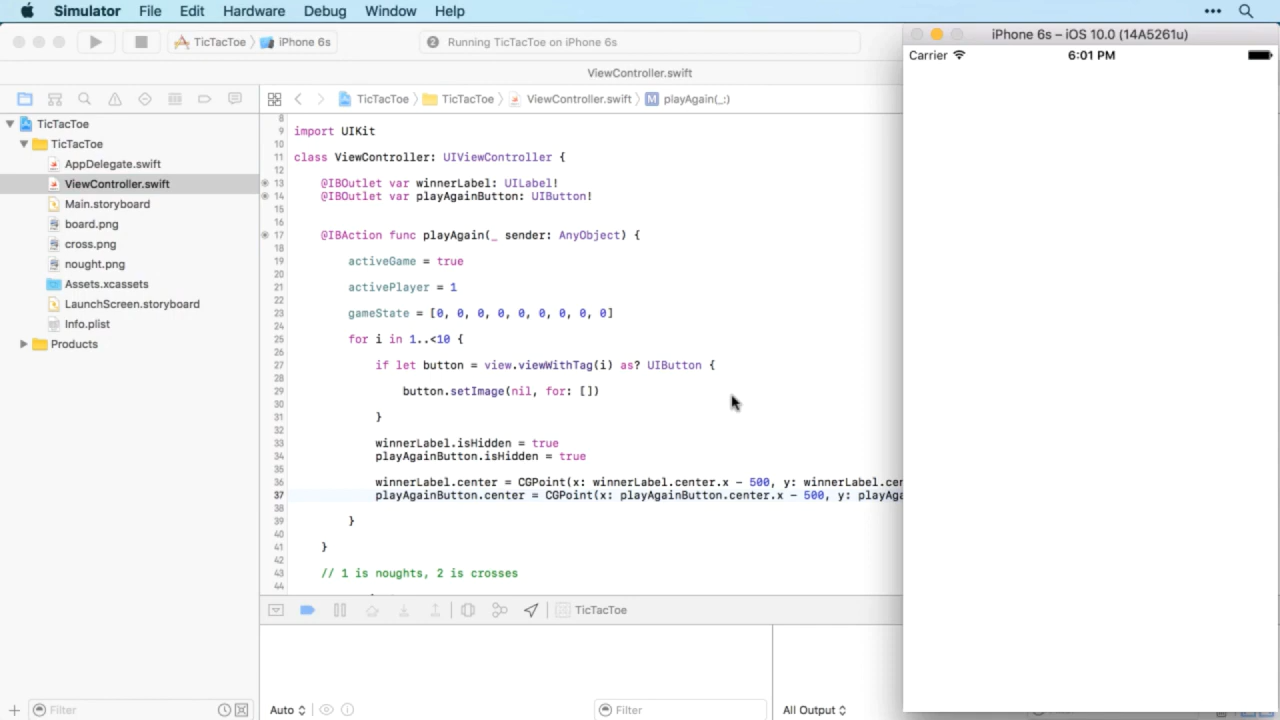 Simulator File Edit Hardware Debug Window Help
iPhone 6s – iOS 10.0 (14A5261u)
TicTacToe iPhone 6s
2 Running TicTacToe on iPhone 6s
Carrier 6:01 PM
ViewController.swift
TicTacToe TicTacToe ViewController.swift M playAgain(_:)
TicTacToe
TicTacToe
AppDelegate.swift
ViewController.swift
Main.storyboard
board.png
cross.png
nought.png
Assets.xcassets
LaunchScreen.storyboard
Info.plist
Products
8
9 import UIKit
10
11 class ViewController: UIViewController {
12
13 @IBOutlet var winnerLabel: UILabel!
14 @IBOutlet var playAgainButton: UIButton!
15
16
17 @IBAction func playAgain(_ sender: AnyObject) {
18
19 activeGame = true
20
21 activePlayer = 1
22
23 gameState = [0, 0, 0, 0, 0, 0, 0, 0, 0]
24
25 for i in 1..<10 {
26
27 if let button = view.viewWithTag(i) as? UIButton {
28
29 button.setImage(nil, for: [])
30
31 }
32
33 winnerLabel.isHidden = true
34 playAgainButton.isHidden = true
35
36 winnerLabel.center = CGPoint(x: winnerLabel.center.x - 500, y: winnerLabel.cen
37 playAgainButton.center = CGPoint(x: playAgainButton.center.x - 500, y: playAga
38
39 }
40
41 }
42
43 // 1 is noughts, 2 is crosses
44
TicTacToe
Filter
Auto
Filter
All Output